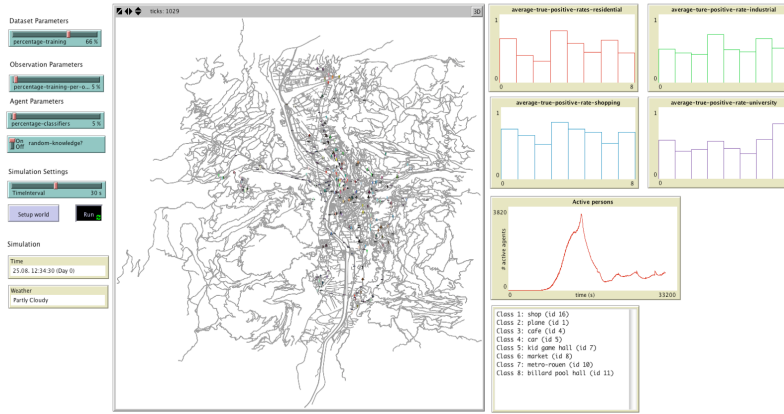 Dataset Parameters
percentage-training 66 %
Observation Parameters
percentage-training-per-o... 5 %
Agent Parameters
percentage-classifiers 5 %
On
Off
random-knowledge?
Simulation Settings
TimeInterval 30 s
Setup world
Run
Simulation
Time
25.08. 12:34:30 (Day 0)
Weather
Partly Cloudy
ticks: 1029
3D
average-true-positive-rates-residential
1
0
8
average-ture-positive-rate-industrial
1
0
average-true-positive-rate-shopping
1
0
8
average-true-positive-rate-university
1
0
Active persons
3820
# active agents
0
0
time (s)
33200
Class 1: shop (id 16)
Class 2: plane (id 1)
Class 3: cafe (id 4)
Class 4: car (id 5)
Class 5: kid game hall (id 7)
Class 6: market (id 8)
Class 7: metro-rouen (id 10)
Class 8: billard pool hall (id 11)